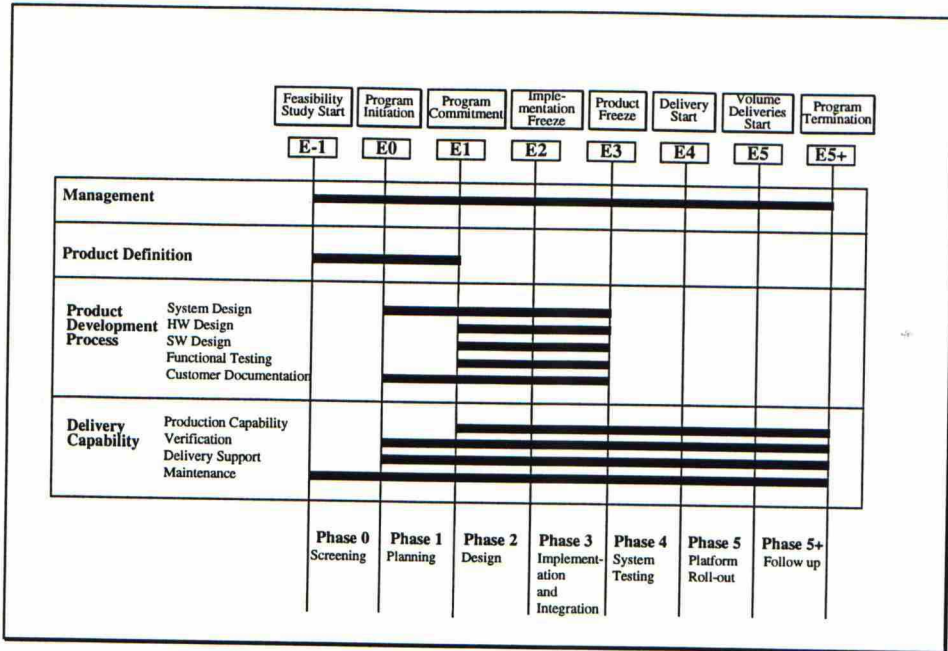 Feasibility
Study Start
Program
Initiation
Program
Commitment
Imple-
mentation
Freeze
Product
Freeze
Delivery
Start
Volume
Deliveries
Start
Program
Termination
E-1
E0
E1
E2
E3
E4
E5
E5+
Management
Product Definition
Product
Development
Process
System Design
HW Design
SW Design
Functional Testing
Customer Documentation
Delivery
Capability
Production Capability
Verification
Delivery Support
Maintenance
Phase 0
Screening
Phase 1
Planning
Phase 2
Design
Phase 3
Implement-
ation
and
Integration
Phase 4
System
Testing
Phase 5
Platform
Roll-out
Phase 5+
Follow up